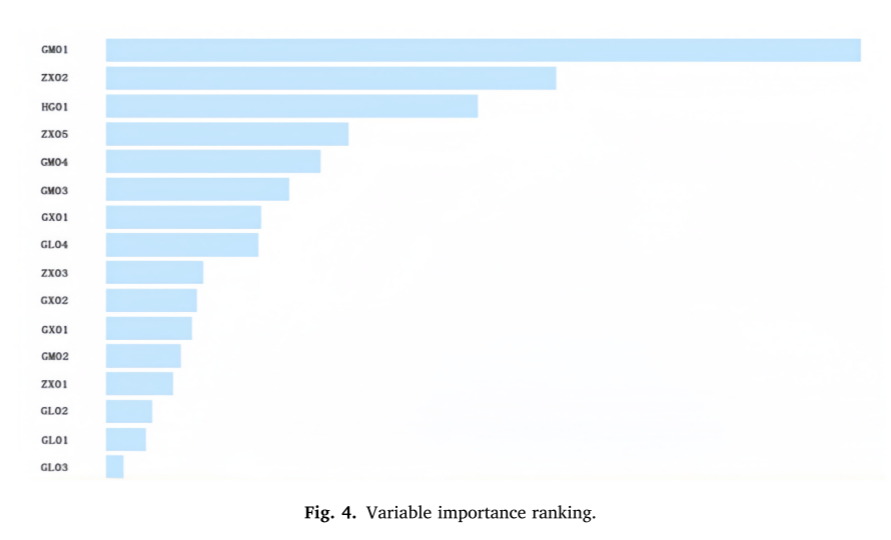 GM01
ZX02
HG01
ZX05
GM04
GM03
GX01
GL04
ZX03
GX02
GX01
GM02
ZX01
GL02
GL01
GL03
Fig. 4. Variable importance ranking.